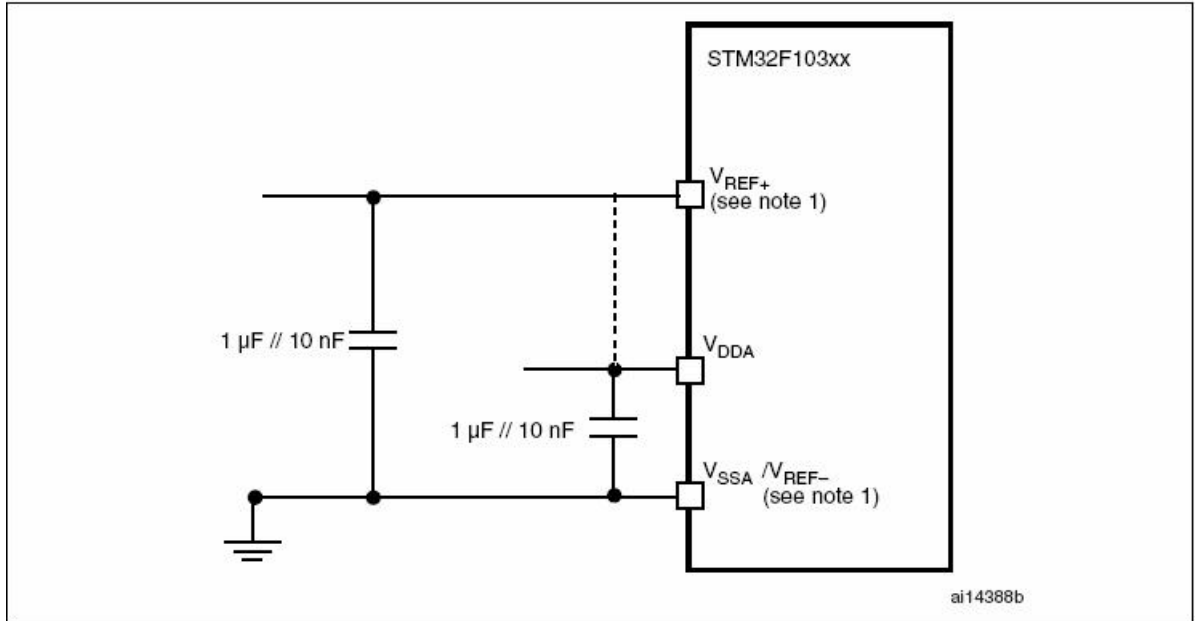 STM32F103xx
VREF+
(see note 1)
1 µF // 10 nF
VDDA
1 µF // 10 nF
VSSA /VREF–
(see note 1)
ai14388b